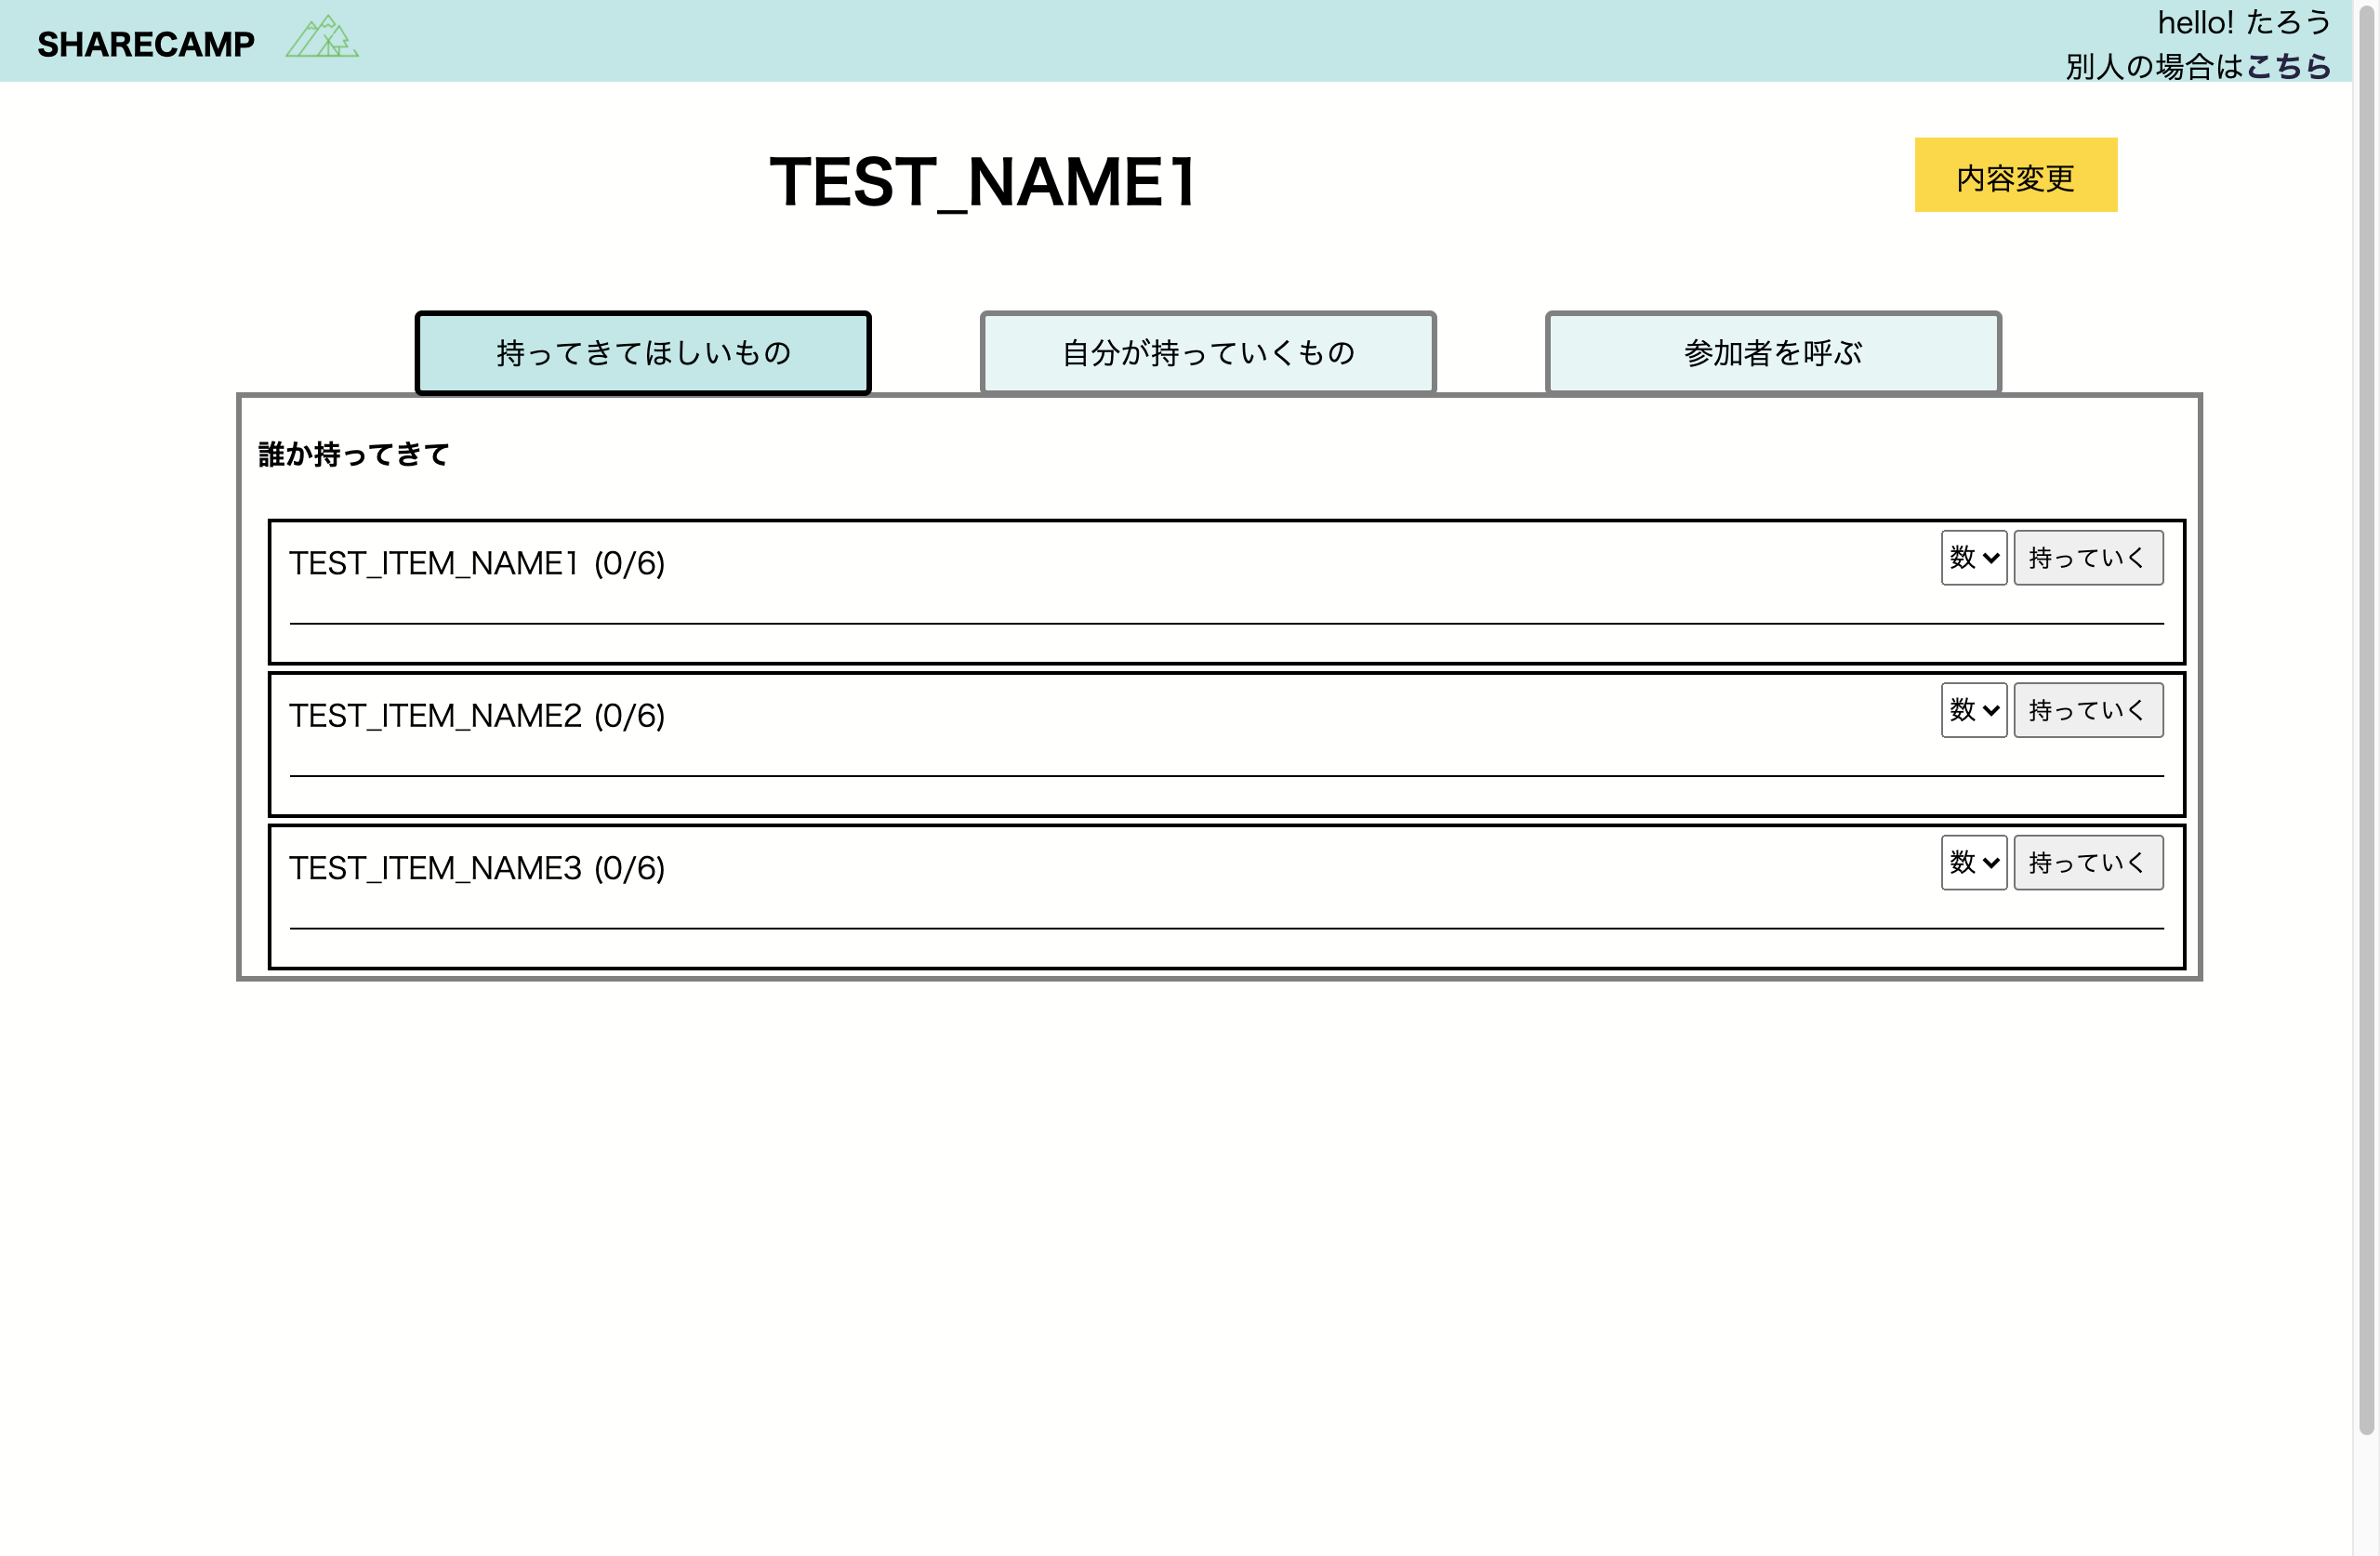 SHARECAMP
hello! たろう
別人の場合はこちら
TEST_NAME1
内容変更
持ってきてほしいもの
自分が持っていくもの
参加者を呼ぶ
誰か持ってきて
TEST_ITEM_NAME1 (0/6)
数
持っていく
TEST_ITEM_NAME2 (0/6)
数
持っていく
TEST_ITEM_NAME3 (0/6)
数
持っていく